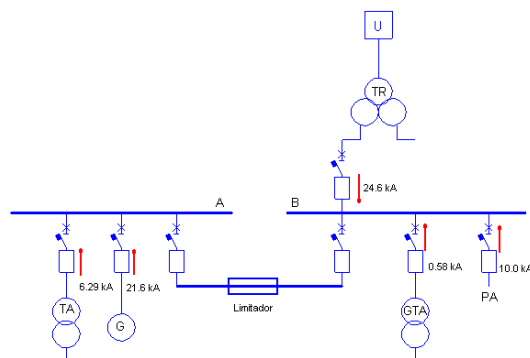 U
TR
24.6 kA
A
B
6.29 kA
21.6 kA
0.58 kA
10.0 kA
TA
G
Limitador
GTA
PA